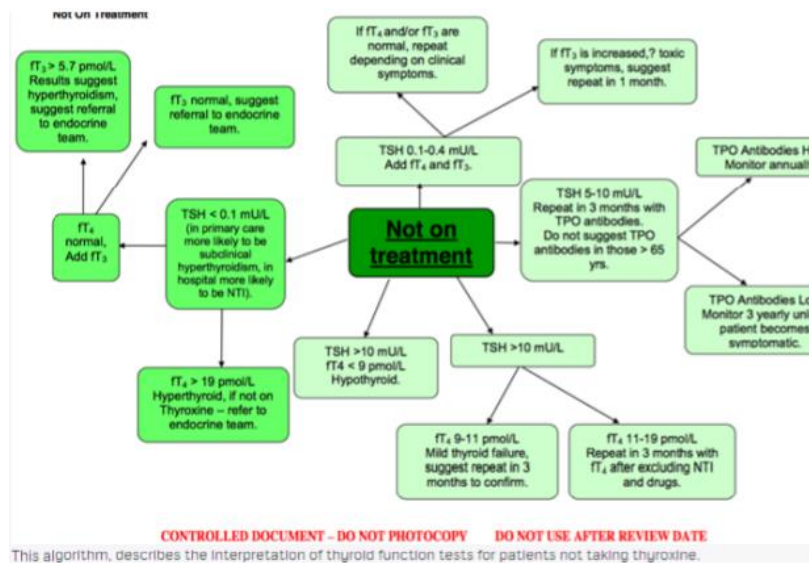 Not On Treatment
fT₃ > 5.7 pmol/L
Results suggest
hyperthyroidism,
suggest referral to
endocrine
team.
fT₃ normal, suggest
referral to endocrine
team.
If fT₄ and/or fT₃ are
normal, repeat
depending on clinical
symptoms.
If fT₃ is increased,? toxic
symptoms, suggest
repeat in 1 month.
TSH 0.1-0.4 mU/L
Add fT₄ and fT₃.
TPO Antibodies H
Monitor annuall
fT₄
normal,
Add fT₃
TSH < 0.1 mU/L
(in primary care
more likely to be
subclinical
hyperthyroidism, in
hospital more likely
to be NTI).
Not on
treatment
TSH 5-10 mU/L
Repeat in 3 months with
TPO antibodies.
Do not suggest TPO
antibodies in those > 65
yrs.
TPO Antibodies Lo
Monitor 3 yearly unl
patient becomes
symptomatic.
TSH >10 mU/L
fT4 < 9 pmol/L
Hypothyroid.
TSH >10 mU/L
fT₄ > 19 pmol/L
Hyperthyroid, if not on
Thyroxine – refer to
endocrine team.
fT₄ 9-11 pmol/L
Mild thyroid failure,
suggest repeat in 3
months to confirm.
fT₄ 11-19 pmol/L
Repeat in 3 months with
fT₄ after excluding NTI
and drugs.
CONTROLLED DOCUMENT – DO NOT PHOTOCOPY DO NOT USE AFTER REVIEW DATE
This algorithm, describes the interpretation of thyroid function tests for patients not taking thyroxine.